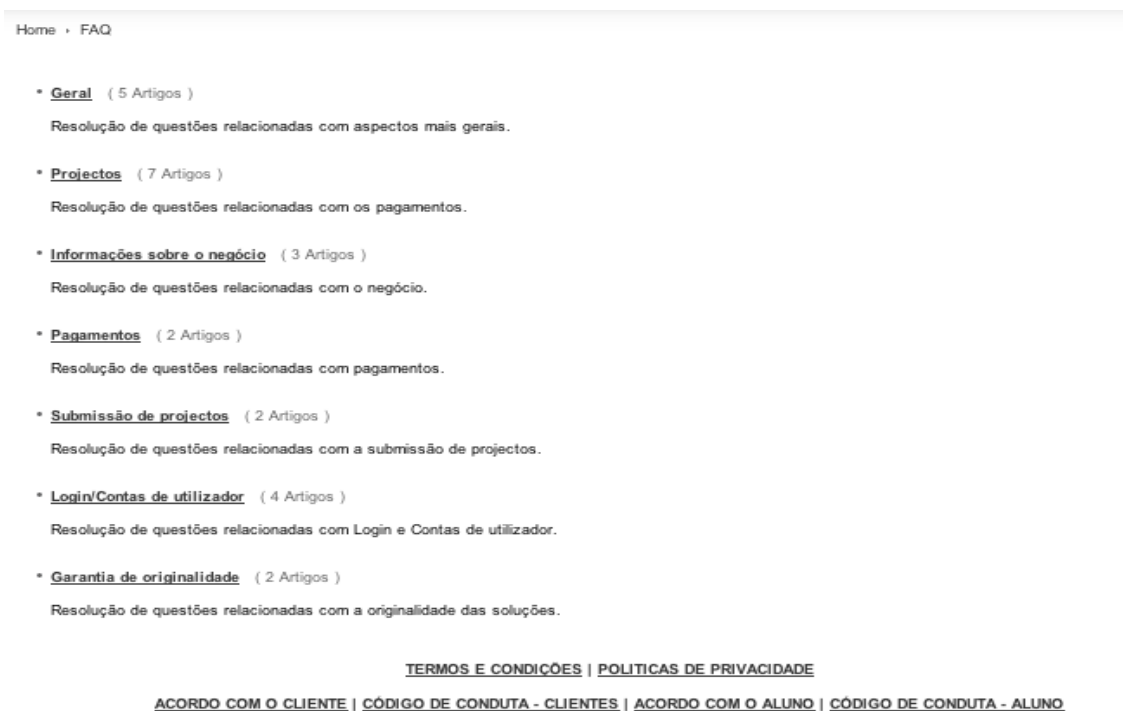 Home › FAQ
• Geral ( 5 Artigos )
Resolução de questões relacionadas com aspectos mais gerais.
• Projectos ( 7 Artigos )
Resolução de questões relacionadas com os pagamentos.
• Informações sobre o negócio ( 3 Artigos )
Resolução de questões relacionadas com o negócio.
• Pagamentos ( 2 Artigos )
Resolução de questões relacionadas com pagamentos.
• Submissão de projectos ( 2 Artigos )
Resolução de questões relacionadas com a submissão de projectos.
• Login/Contas de utilizador ( 4 Artigos )
Resolução de questões relacionadas com Login e Contas de utilizador.
• Garantia de originalidade ( 2 Artigos )
Resolução de questões relacionadas com a originalidade das soluções.
TERMOS E CONDIÇÕES | POLITICAS DE PRIVACIDADE
ACORDO COM O CLIENTE | CÓDIGO DE CONDUTA - CLIENTES | ACORDO COM O ALUNO | CÓDIGO DE CONDUTA - ALUNO